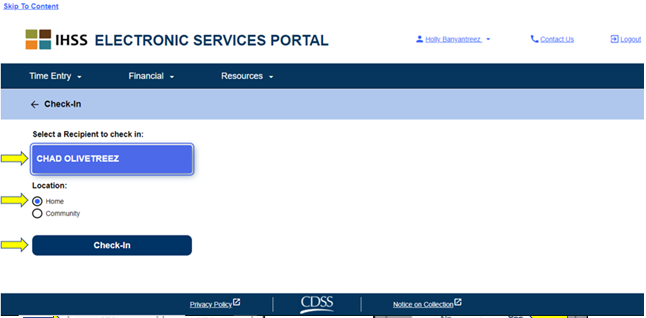 Skip To Content
IHSS ELECTRONIC SERVICES PORTAL
Holly Banyantreez
Contact Us
Logout
Time Entry
Financial
Resources
Check-In
Select a Recipient to check in:
CHAD OLIVETREEZ
Location:
Home
Community
Check-In
Privacy Policy
CDSS
Notice on Collection